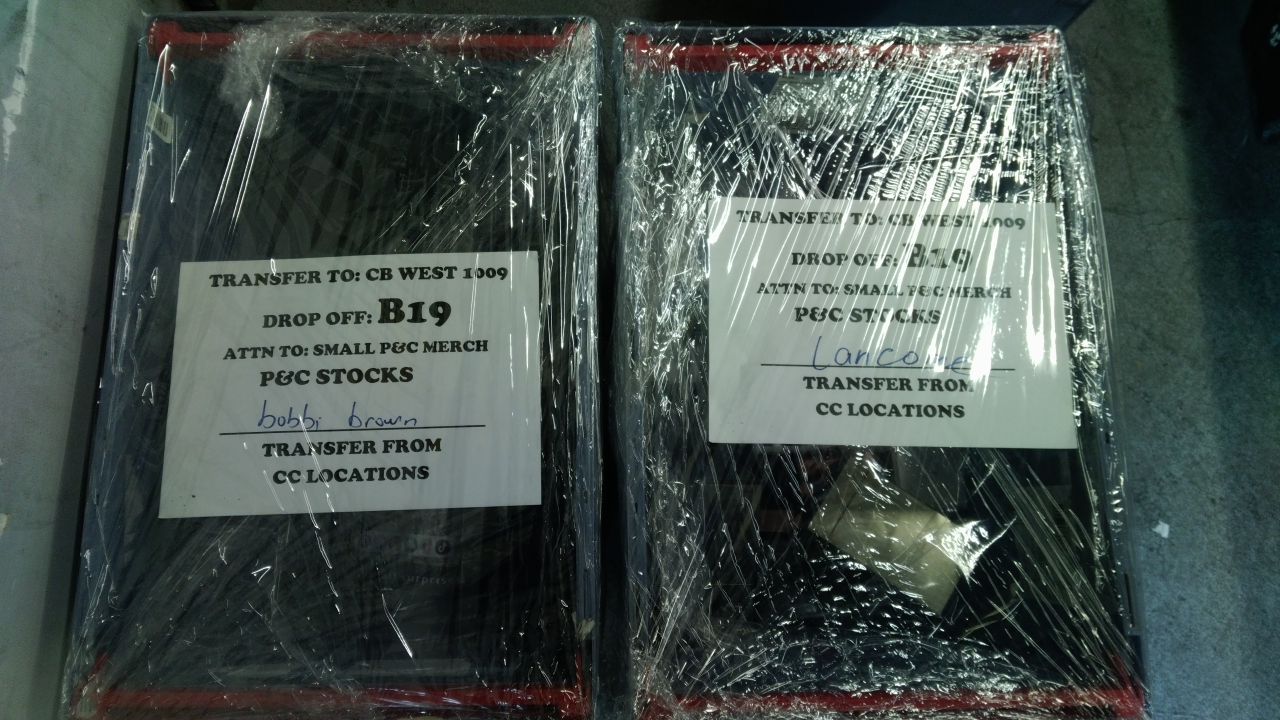 TRANSFER TO: CB WEST 1009
DROP OFF: B19
ATTN TO: SMALL P&C MERCH
P&C STOCKS
bobbi brown
TRANSFER FROM
CC LOCATIONS
TRANSFER TO: CB WEST 1009
DROP OFF: B19
ATTN TO: SMALL P&C MERCH
P&C STOCKS
Lancome
TRANSFER FROM
CC LOCATIONS